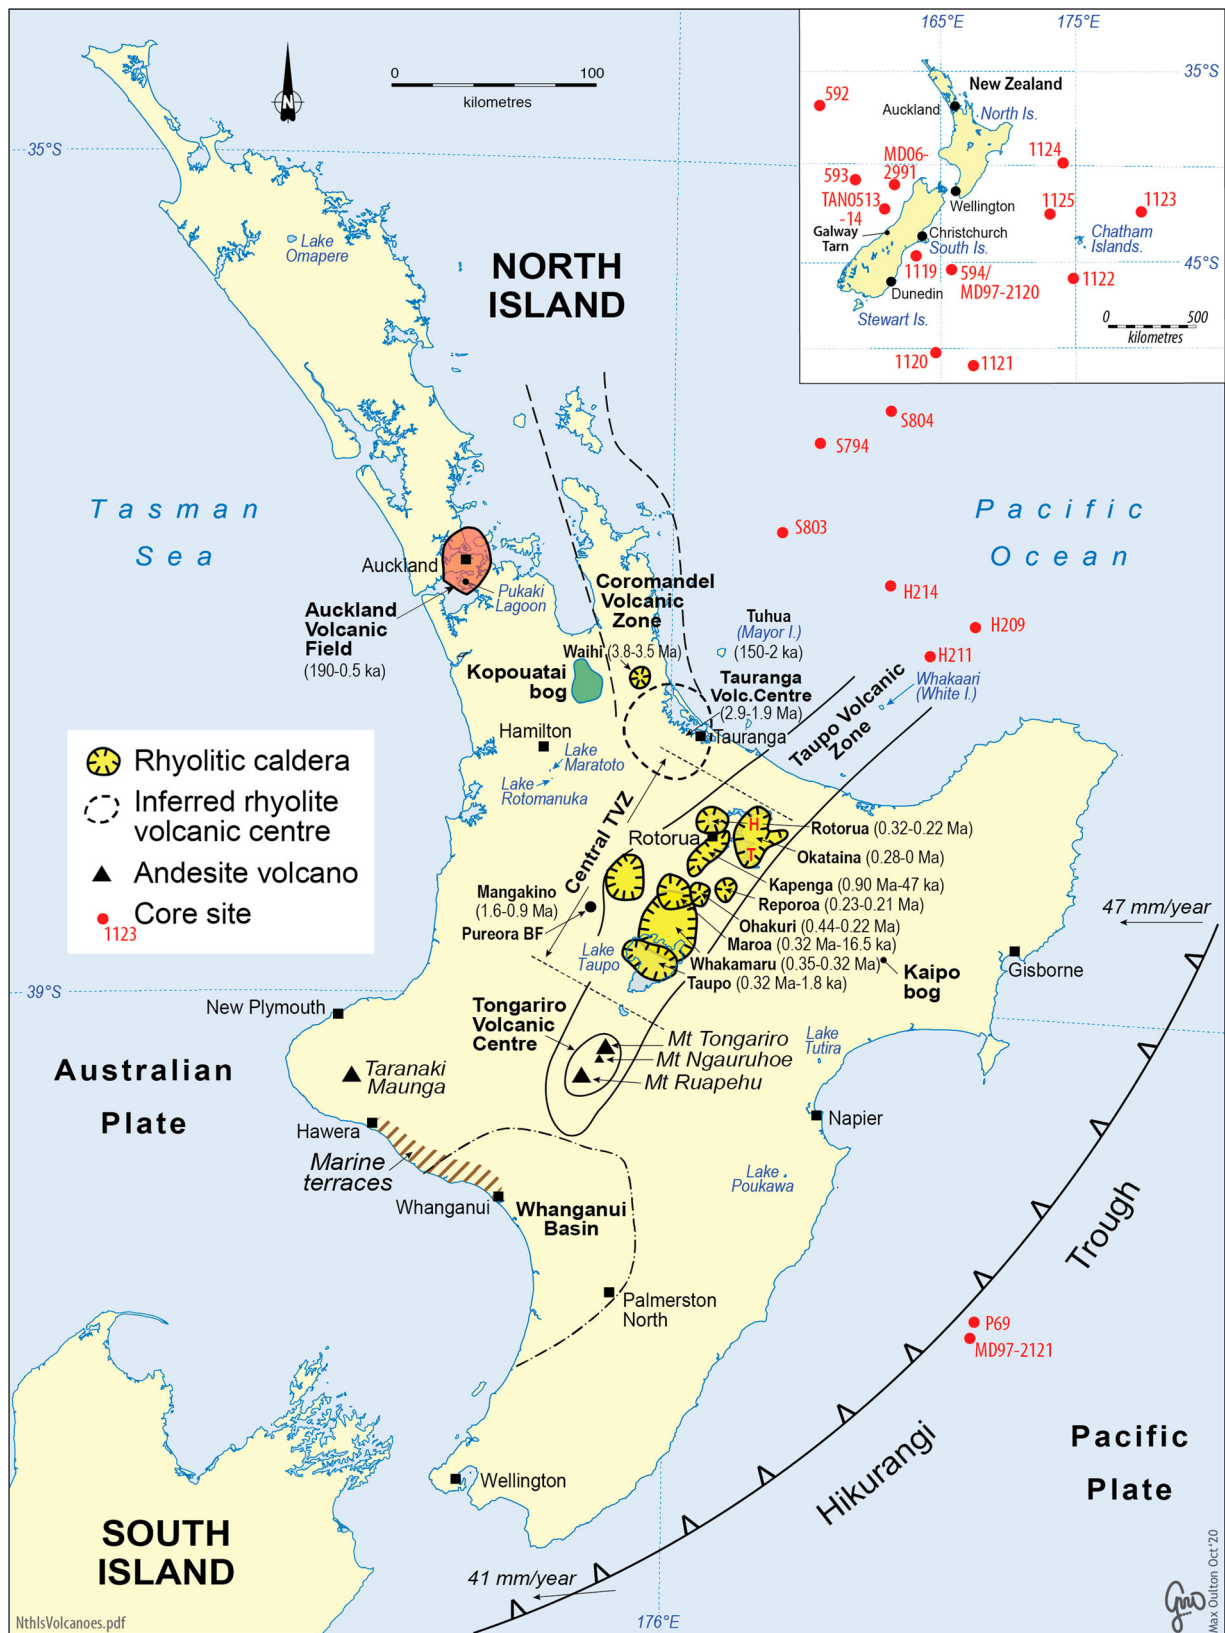 165°E
175°E
35°S
45°S
New Zealand
592
Auckland
North Is.
MD06-
2991
1124
593
TAN0513
-14
Wellington
1125
1123
Galway
Tarn
Christchurch
South Is.
Chatham
Islands.
1119
594/
MD97-2120
1122
Dunedin
Stewart Is.
0
500
kilometres
1120
1121
N
0
100
kilometres
35°S
Lake
Omapere
NORTH
ISLAND
S804
S794
S803
Tasman
Sea
Pacific
Ocean
Auckland
Pukaki
Lagoon
Auckland
Volcanic
Field
(190-0.5 ka)
Coromandel
Volcanic
Zone
H214
H209
H211
Tuhua
(Mayor I.)
(150-2 ka)
Waihi (3.8-3.5 Ma)
Kopouatai
bog
Tauranga
Volc.Centre
(2.9-1.9 Ma)
Tauranga
Whakaari
(White I.)
Taupo Volcanic
Zone
Hamilton
Lake
Maratoto
Lake
Rotomanuka
Rhyolitic caldera
Inferred rhyolite
volcanic centre
Andesite volcano
Core site
1123
Central TVZ
Rotorua
H
T
Rotorua (0.32-0.22 Ma)
Okataina (0.28-0 Ma)
Kapenga (0.90 Ma-47 ka)
Reporoa (0.23-0.21 Ma)
Ohakuri (0.44-0.22 Ma)
Maroa (0.32 Ma-16.5 ka)
Whakamaru (0.35-0.32 Ma)
Taupo (0.32 Ma-1.8 ka)
Mangakino
(1.6-0.9 Ma)
Pureora BF
Lake
Taupo
Kaipo
bog
47 mm/year
Gisborne
39°S
New Plymouth
Tongariro
Volcanic
Centre
Mt Tongariro
Mt Ngauruhoe
Mt Ruapehu
Lake
Tutira
Australian
Plate
Taranaki
Maunga
Napier
Hawera
Marine
terraces
Whanganui
Whanganui
Basin
Lake
Poukawa
Palmerston
North
Hikurangi
Trough
P69
MD97-2121
Pacific
Plate
Wellington
SOUTH
ISLAND
41 mm/year
176°E
NthIsVolcanoes.pdf
Max Oulton Oct '20